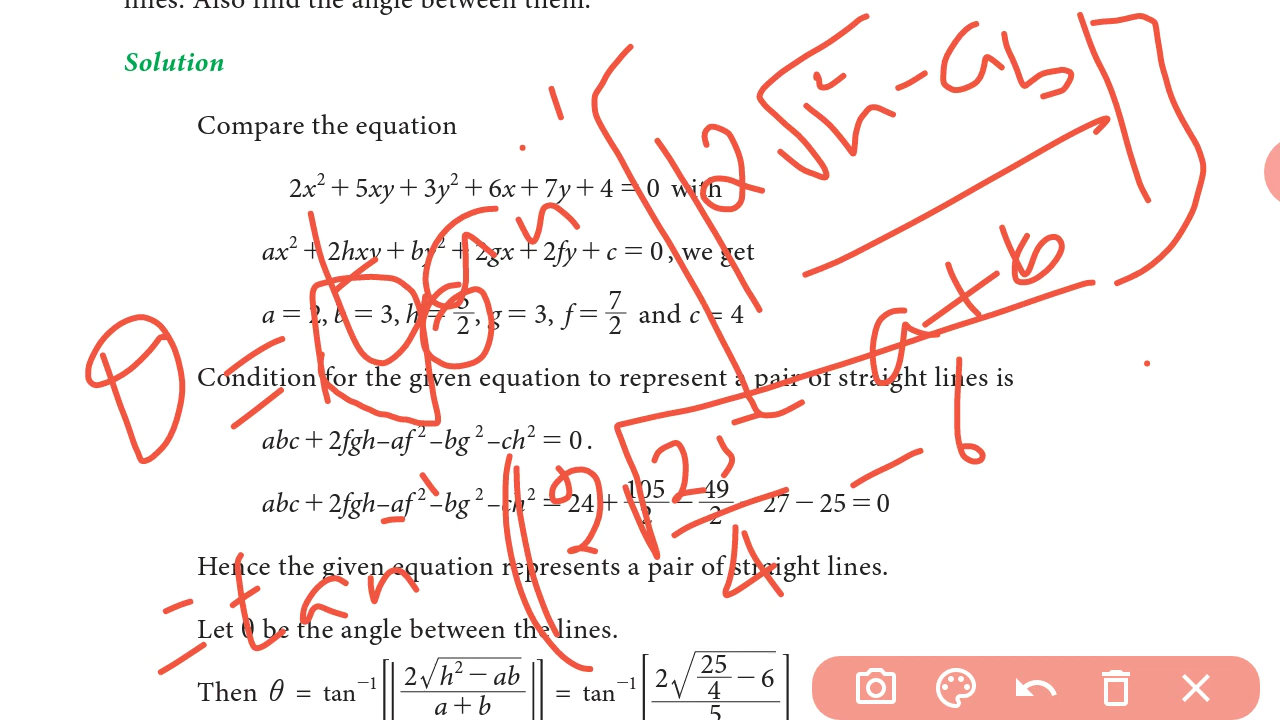 lines. Also find the angle between them.
Solution
Compare the equation
2x² + 5xy + 3y² + 6x + 7y + 4 = 0 with
ax² + 2hxy + by² + 2gx + 2fy + c = 0, we get
a = 2, b = 3, h = 5/2, g = 3, f = 7/2 and c = 4
Condition for the given equation to represent a pair of straight lines is
abc + 2fgh–af²–bg²–ch² = 0.
abc + 2fgh–af²–bg²–ch² = 24 + 105/2 – 49/2 – 27 – 25 = 0
Hence the given equation represents a pair of straight lines.
Let θ be the angle between the lines.
Then θ = tan⁻¹[|2√(h² – ab)/(a + b)|] = tan⁻¹[2√(25/4 – 6)/5]
θ = tan⁻¹(|2√(h² – ab)/(a + b)|)
= tan⁻¹(2√(25/4 – 6